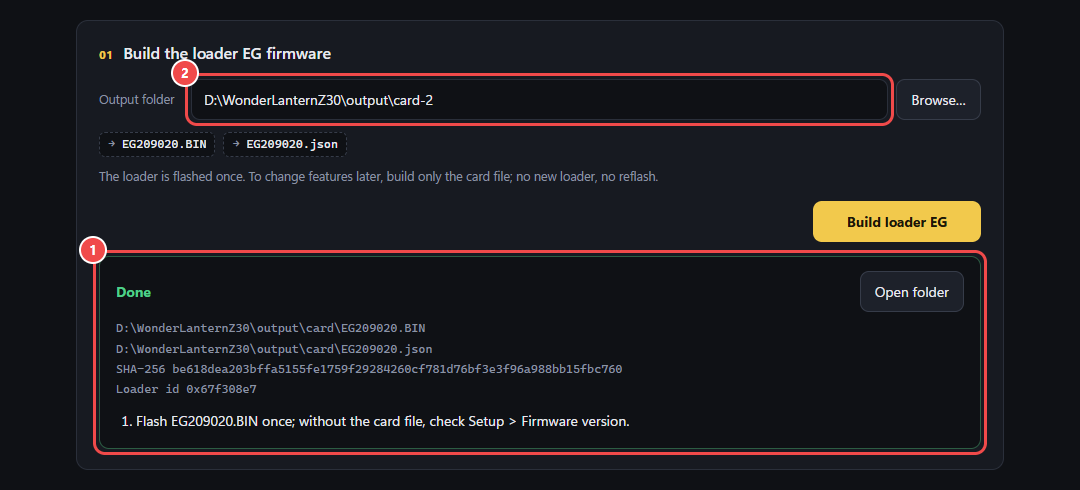 01 Build the loader EG firmware
2
Output folder D:\WonderLanternZ30\output\card-2 Browse...
→ EG209020.BIN → EG209020.json
The loader is flashed once. To change features later, build only the card file; no new loader, no reflash.
Build loader EG
1
Done Open folder
D:\WonderLanternZ30\output\card\EG209020.BIN
D:\WonderLanternZ30\output\card\EG209020.json
SHA-256 be618dea203bffa5155fe1759f29284260cf781d76bf3e3f96a988bb15fbc760
Loader id 0x67f308e7
1. Flash EG209020.BIN once; without the card file, check Setup > Firmware version.